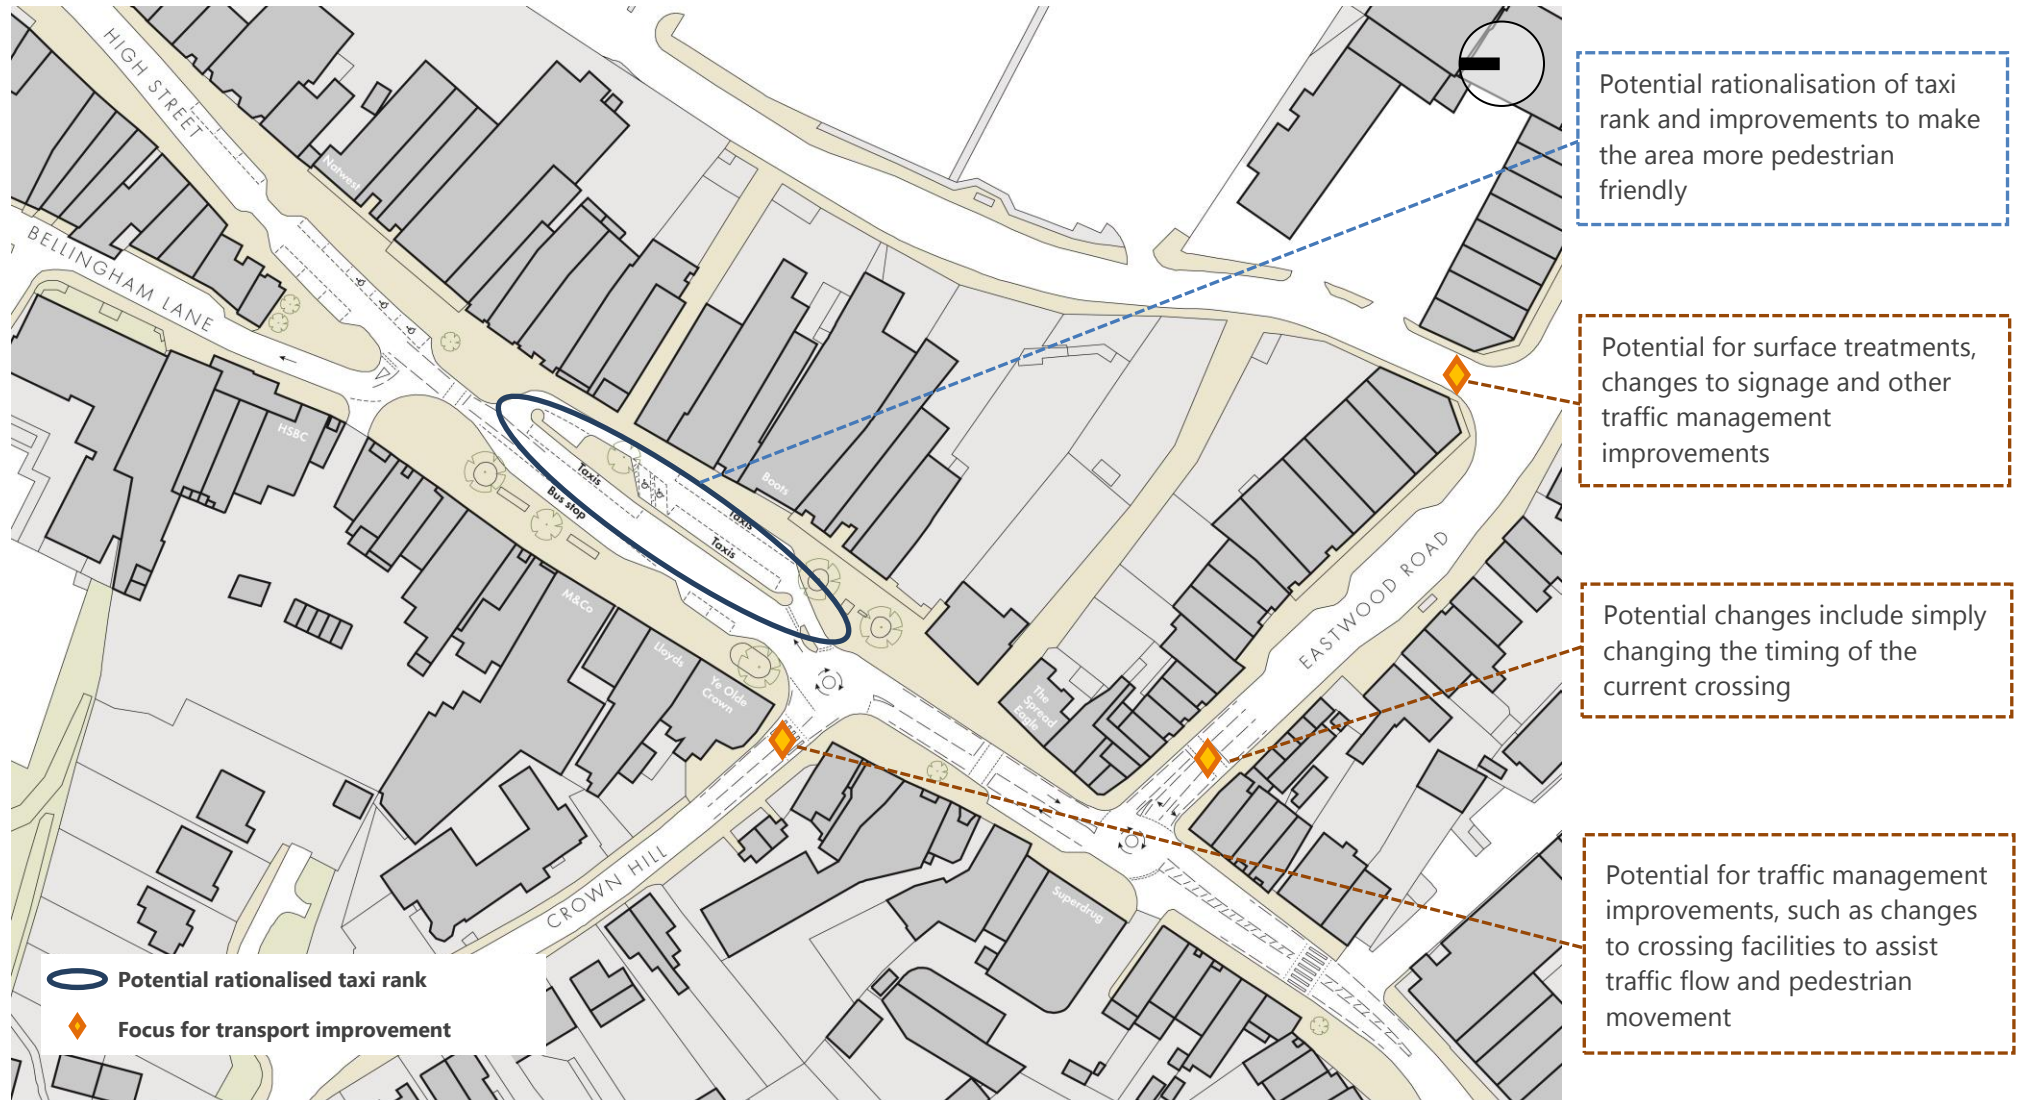 HIGH STREET
BELLINGHAM LANE
Natwest
HSBC
Taxis
Bus stop
Boots
Taxis
Taxis
M&Co
Lloyds
Ye Olde
Crown
The
Spread
Eagle
EASTWOOD ROAD
CROWN HILL
Superdrug
Potential rationalised taxi rank
Focus for transport improvement
Potential rationalisation of taxi
rank and improvements to make
the area more pedestrian
friendly
Potential for surface treatments,
changes to signage and other
traffic management
improvements
Potential changes include simply
changing the timing of the
current crossing
Potential for traffic management
improvements, such as changes
to crossing facilities to assist
traffic flow and pedestrian
movement